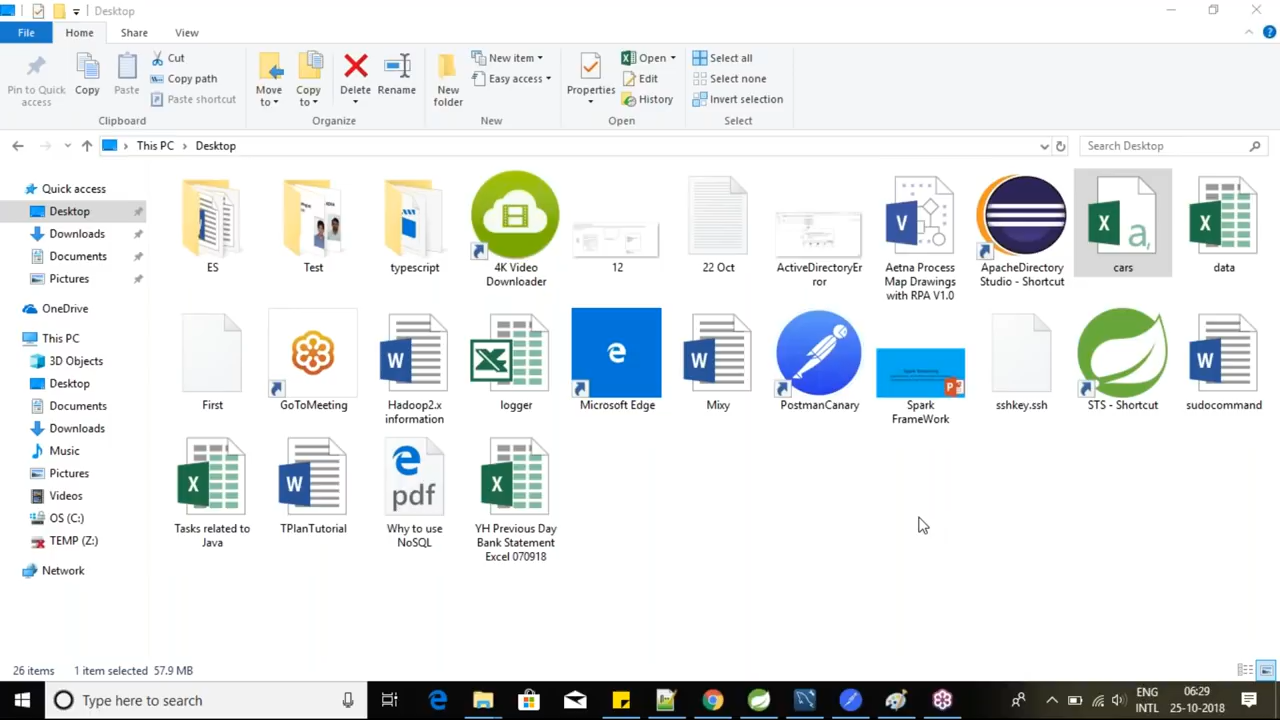 Desktop
File
Home
Share
View
Pin to Quick
access
Copy
Paste
Cut
Copy path
Paste shortcut
Clipboard
Move
to
Copy
to
Delete
Rename
Organize
New
folder
New item
Easy access
New
Properties
Open
Edit
History
Open
Select all
Select none
Invert selection
Select
This PC
Desktop
Search Desktop
Quick access
Desktop
Downloads
Documents
Pictures
OneDrive
This PC
3D Objects
Desktop
Documents
Downloads
Music
Pictures
Videos
OS (C:)
TEMP (Z:)
Network
ES
Test
typescript
4K Video
Downloader
12
22 Oct
ActiveDirectoryEr
ror
Aetna Process
Map Drawings
with RPA V1.0
ApacheDirectory
Studio - Shortcut
cars
data
First
GoToMeeting
Hadoop2.x
information
logger
Microsoft Edge
Mixy
PostmanCanary
Spark
FrameWork
sshkey.ssh
STS - Shortcut
sudocommand
Tasks related to
Java
TPlanTutorial
pdf
Why to use
NoSQL
YH Previous Day
Bank Statement
Excel 070918
26 items
1 item selected 57.9 MB
Type here to search
ENG
INTL
06:29
25-10-2018